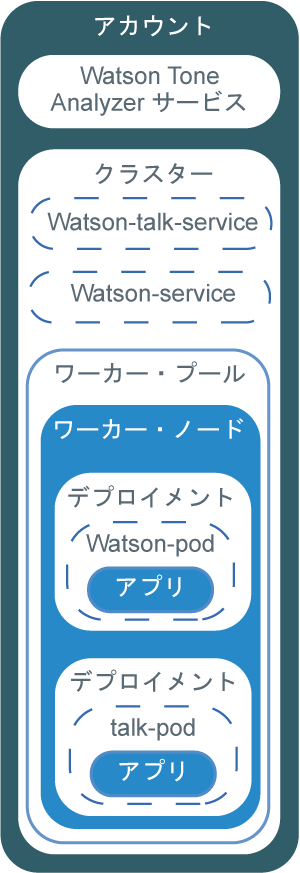 アカウント
Watson Tone
Analyzer サービス
クラスター
Watson-talk-service
Watson-service
ワーカー・プール
ワーカー・ノード
デプロイメント
Watson-pod
アプリ
デプロイメント
talk-pod
アプリ